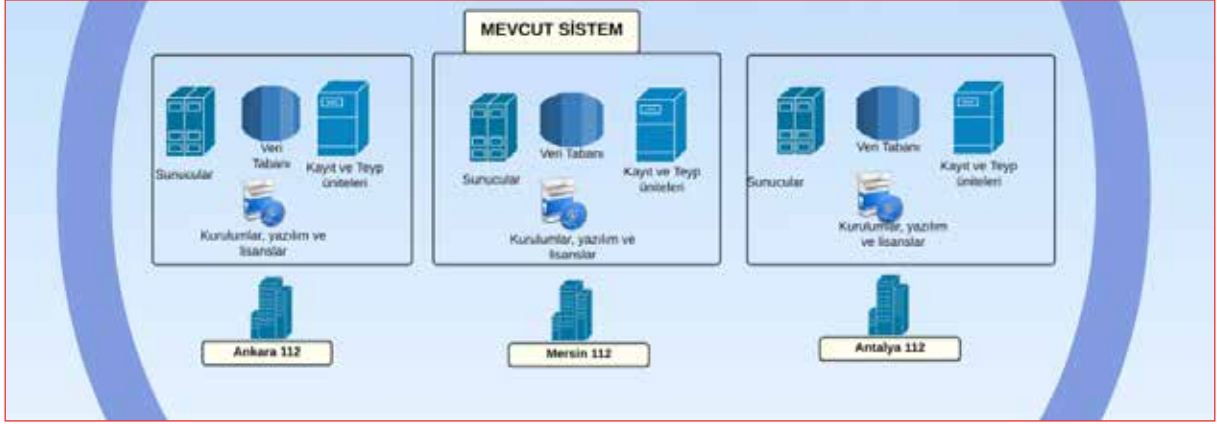 MEVCUT SİSTEM
Sunucular
Veri
Tabanı
Kayıt ve Teyp
üniteleri
Kurulumlar, yazılım ve
lisanslar
Ankara 112
Sunucular
Veri Tabanı
Kayıt ve Teyp
üniteleri
Kurulumlar, yazılım ve
lisanslar
Mersin 112
Sunucular
Veri Tabanı
Kayıt ve Teyp
üniteleri
Kurulumlar, yazılım
ve lisanslar
Antalya 112